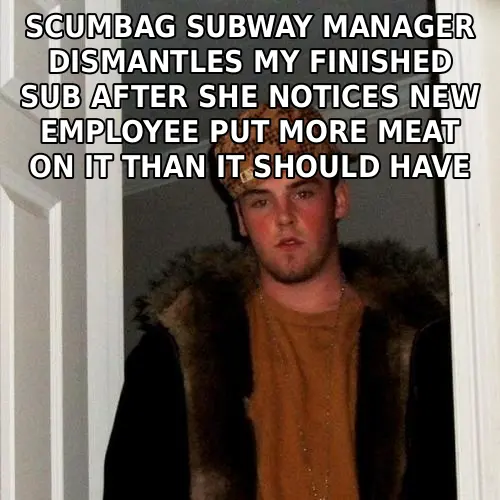 SCUMBAG SUBWAY MANAGER
DISMANTLES MY FINISHED
SUB AFTER SHE NOTICES NEW
EMPLOYEE PUT MORE MEAT
ON IT THAN IT SHOULD HAVE